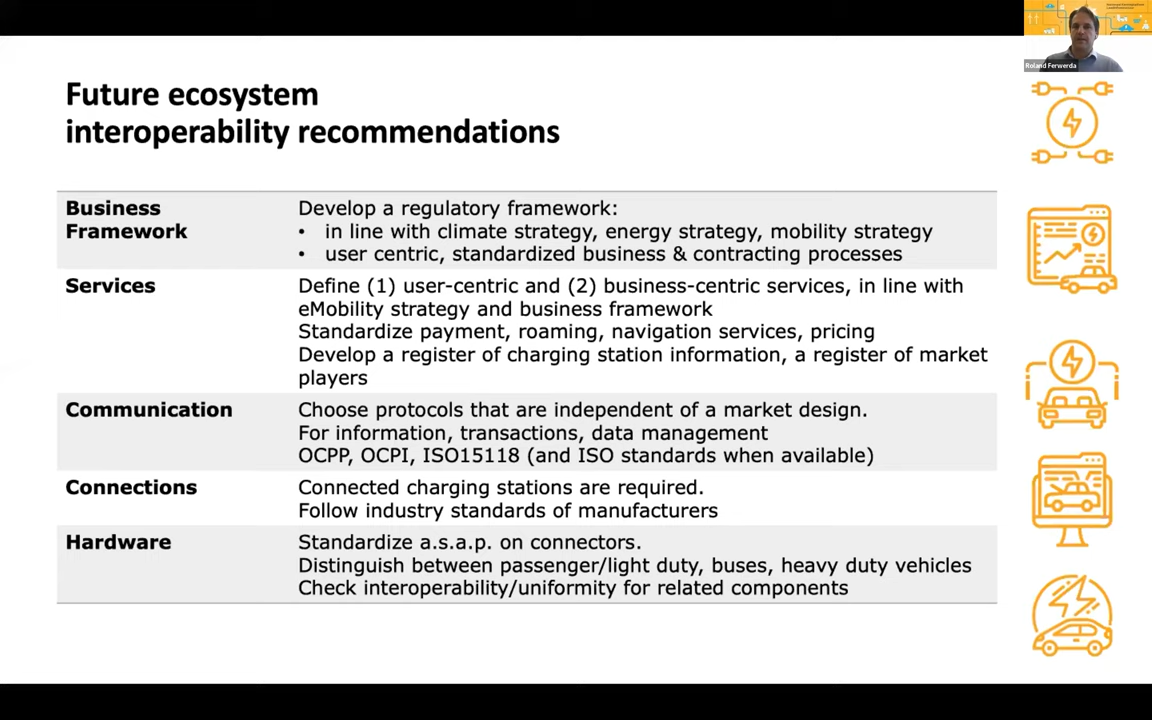 Roland Ferwerda
Future ecosystem
interoperability recommendations
Business
Framework
Develop a regulatory framework:
• in line with climate strategy, energy strategy, mobility strategy
• user centric, standardized business & contracting processes
Services
Define (1) user-centric and (2) business-centric services, in line with
eMobility strategy and business framework
Standardize payment, roaming, navigation services, pricing
Develop a register of charging station information, a register of market
players
Communication
Choose protocols that are independent of a market design.
For information, transactions, data management
OCPP, OCPI, ISO15118 (and ISO standards when available)
Connections
Connected charging stations are required.
Follow industry standards of manufacturers
Hardware
Standardize a.s.a.p. on connectors.
Distinguish between passenger/light duty, buses, heavy duty vehicles
Check interoperability/uniformity for related components